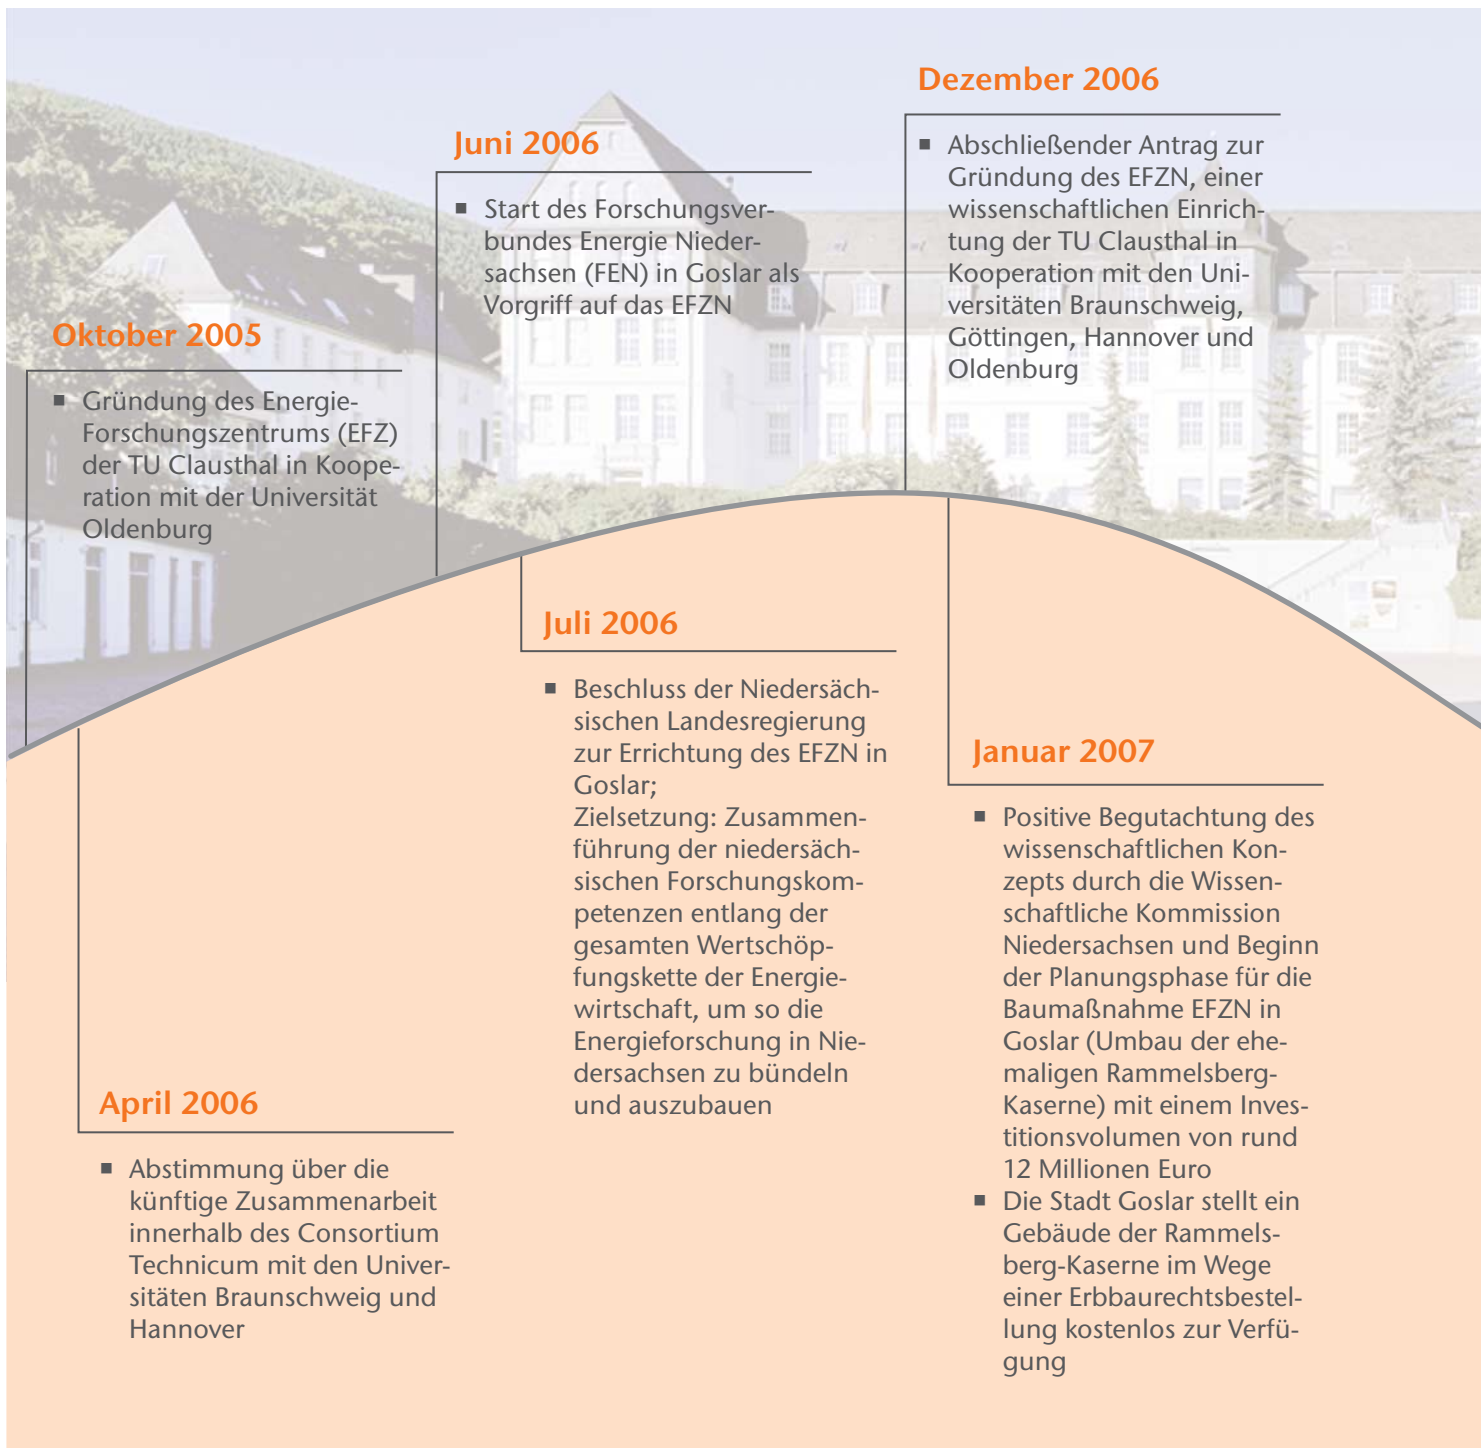 Oktober 2005
▪ Gründung des Energie-
Forschungszentrums (EFZ)
der TU Clausthal in Koope-
ration mit der Universität
Oldenburg
April 2006
▪ Abstimmung über die
künftige Zusammenarbeit
innerhalb des Consortium
Technicum mit den Univer-
sitäten Braunschweig und
Hannover
Juni 2006
▪ Start des Forschungsver-
bundes Energie Nieder-
sachsen (FEN) in Goslar als
Vorgriff auf das EFZN
Juli 2006
▪ Beschluss der Niedersäch-
sischen Landesregierung
zur Errichtung des EFZN in
Goslar;
Zielsetzung: Zusammen-
führung der niedersäch-
sischen Forschungskom-
petenzen entlang der
gesamten Wertschöp-
fungskette der Energie-
wirtschaft, um so die
Energieforschung in Nie-
dersachsen zu bündeln
und auszubauen
Dezember 2006
▪ Abschließender Antrag zur
Gründung des EFZN, einer
wissenschaftlichen Einrich-
tung der TU Clausthal in
Kooperation mit den Uni-
versitäten Braunschweig,
Göttingen, Hannover und
Oldenburg
Januar 2007
▪ Positive Begutachtung des
wissenschaftlichen Kon-
zepts durch die Wissen-
schaftliche Kommission
Niedersachsen und Beginn
der Planungsphase für die
Baumaßnahme EFZN in
Goslar (Umbau der ehe-
maligen Rammelsberg-
Kaserne) mit einem Inves-
titionsvolumen von rund
12 Millionen Euro
▪ Die Stadt Goslar stellt ein
Gebäude der Rammels-
berg-Kaserne im Wege
einer Erbbaurechtsbestel-
lung kostenlos zur Verfü-
gung